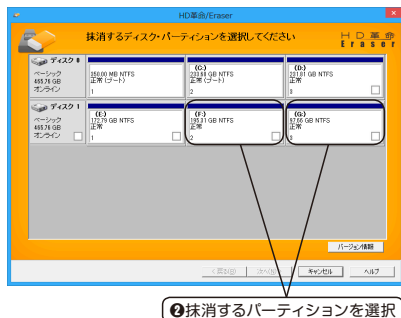 HD革命/Eraser
抹消するディスク・パーティションを選択してください
HD革命
Eraser
ディスク 0
ベーシック
465.76 GB
オンライン
350.00 MB NTFS
正常 (ブート)
1
(C:)
233.98 GB NTFS
正常 (ブート)
2
(D:)
231.81 GB NTFS
正常
3
ディスク 1
ベーシック
465.76 GB
オンライン
(E:)
172.79 GB NTFS
正常
1
(F:)
195.31 GB NTFS
正常
2
(G:)
97.66 GB NTFS
正常
3
バージョン情報
< 戻る(B)
次へ(N) >
キャンセル
ヘルプ
❷抹消するパーティションを選択